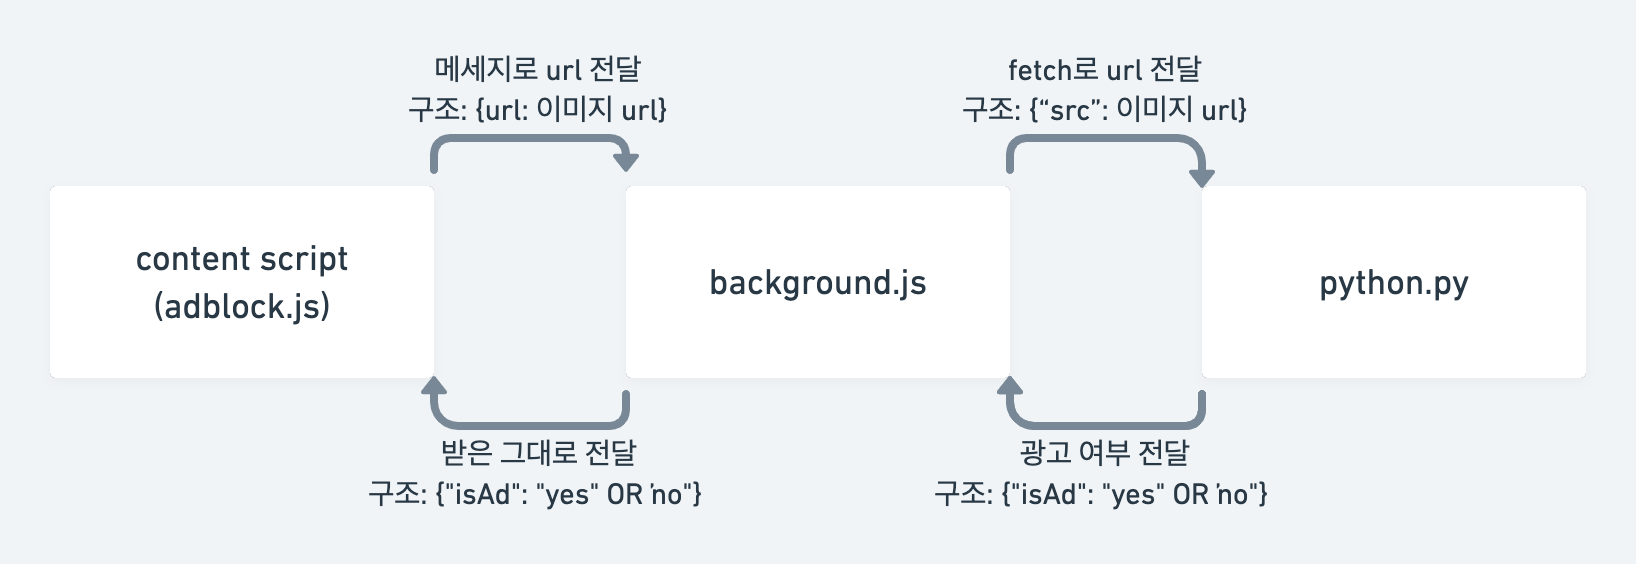 메세지로 url 전달
구조: {url: 이미지 url}
fetch로 url 전달
구조: {“src”: 이미지 url}
content script
(adblock.js)
background.js
python.py
받은 그대로 전달
구조: {"isAd": "yes" OR ’no"}
광고 여부 전달
구조: {"isAd": "yes" OR ’no"}